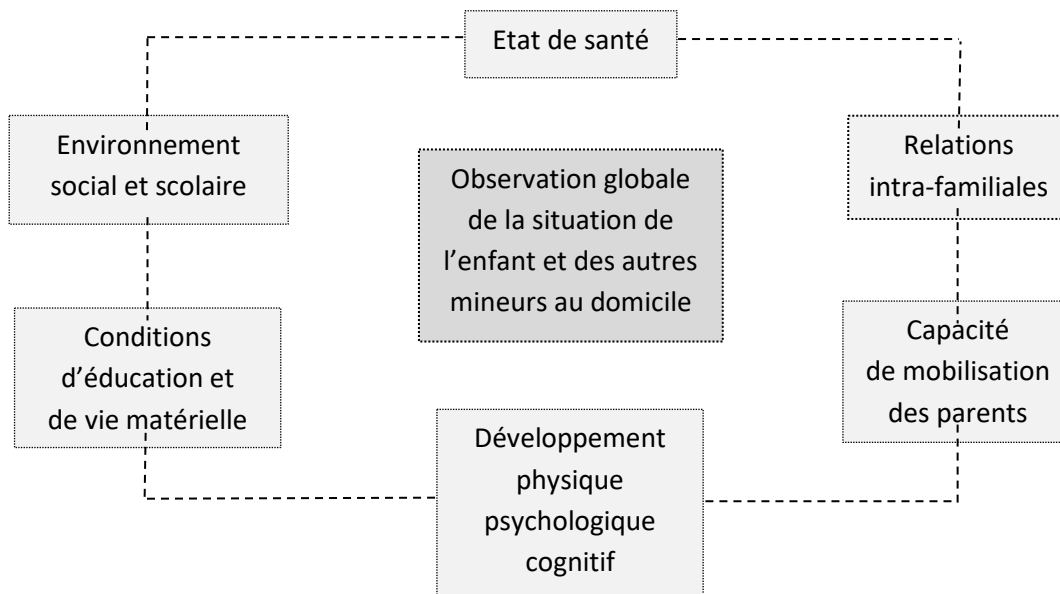 Etat de santé
Environnement
social et scolaire
Observation globale
de la situation de
l’enfant et des autres
mineurs au domicile
Relations
intra-familiales
Conditions
d’éducation et
de vie matérielle
Capacité
de mobilisation
des parents
Développement
physique
psychologique
cognitif